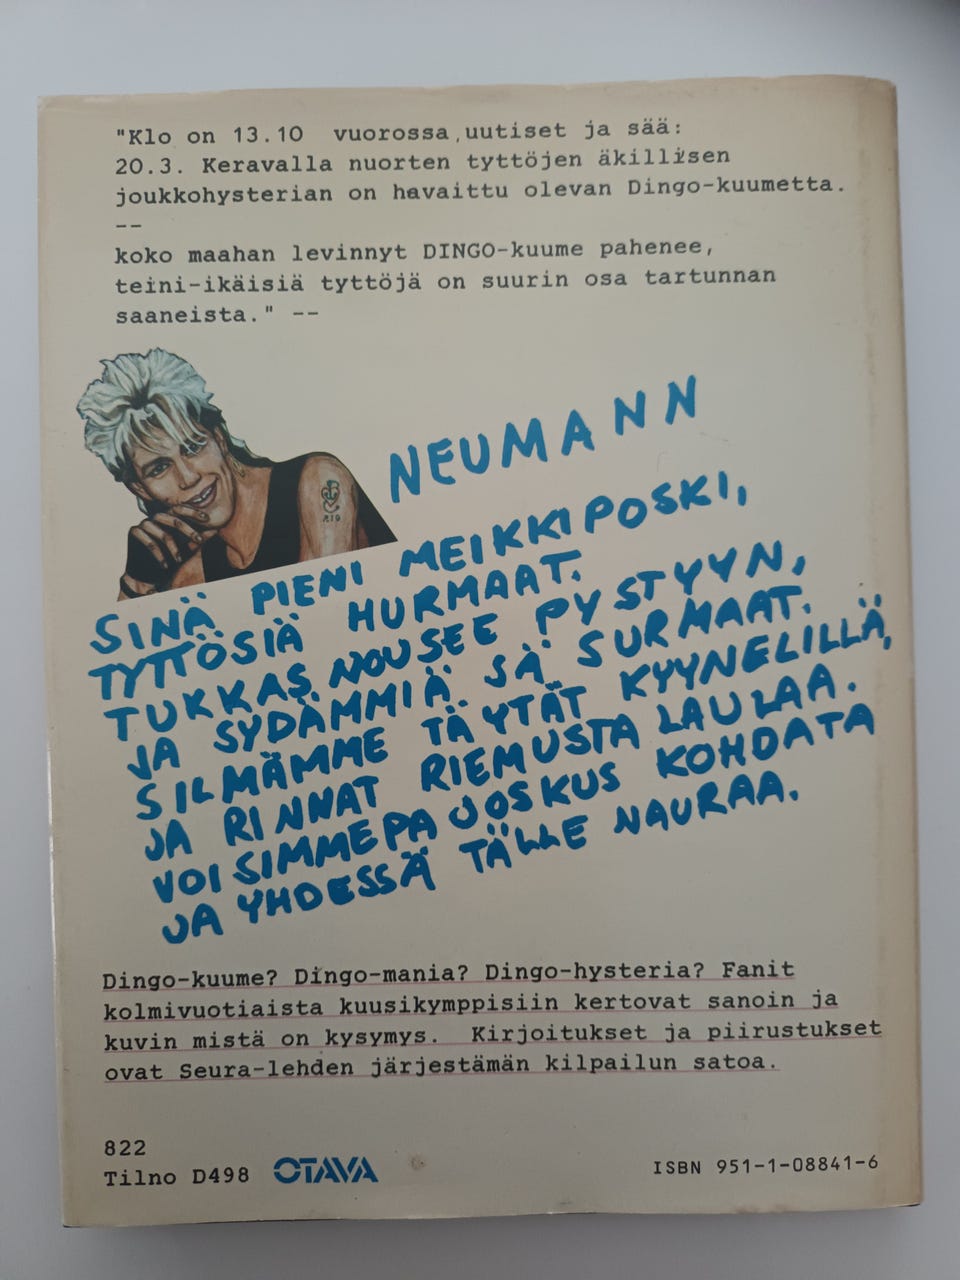 "Klo on 13.10 vuorossa,uutiset ja sää:
20.3. Keravalla nuorten tyttöjen äkillisen
joukkohysterian on havaittu olevan Dingo-kuumetta.
--
koko maahan levinnyt DINGO-kuume pahenee,
teini-ikäisiä tyttöjä on suurin osa tartunnan
saaneista." --
RIO
NEUMANN
SINÄ PIENI MEIKKIPOSKI,
TYTTÖSIÄ HURMAAT.
TUKKAS NOUSEE PYSTYYN,
JA SYDÄMMIÄ SÄ SURMAAT.
SILMÄMME TÄYTÄT KYYNELILLÄ,
JA RINNAT RIEMUSTA LAULAA.
VOISIMMEPA JOSKUS KOHDATA
JA YHDESSÄ TÄLLE NAURAA.
Dingo-kuume? Dingo-mania? Dingo-hysteria? Fanit
kolmivuotiaista kuusikymppisiin kertovat sanoin ja
kuvin mistä on kysymys. Kirjoitukset ja piirustukset
ovat Seura-lehden järjestämän kilpailun satoa.
822
Tilno D498 OTAVA
ISBN 951-1-08841-6